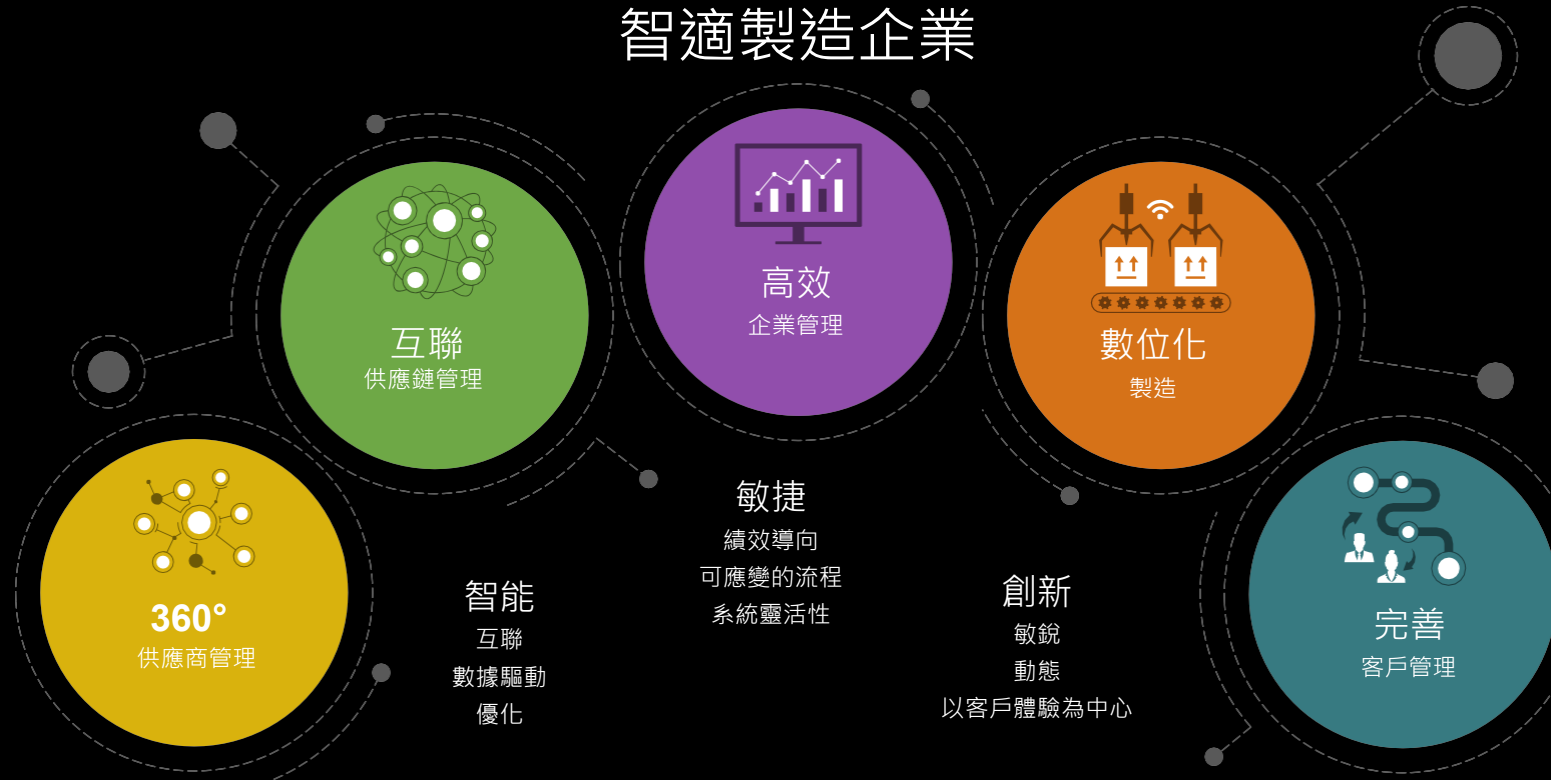 智適製造企業
360°
供應商管理
互聯
供應鏈管理
高效
企業管理
數位化
製造
完善
客戶管理
智能
互聯
數據驅動
優化
敏捷
績效導向
可應變的流程
系統靈活性
創新
敏銳
動態
以客戶體驗為中心